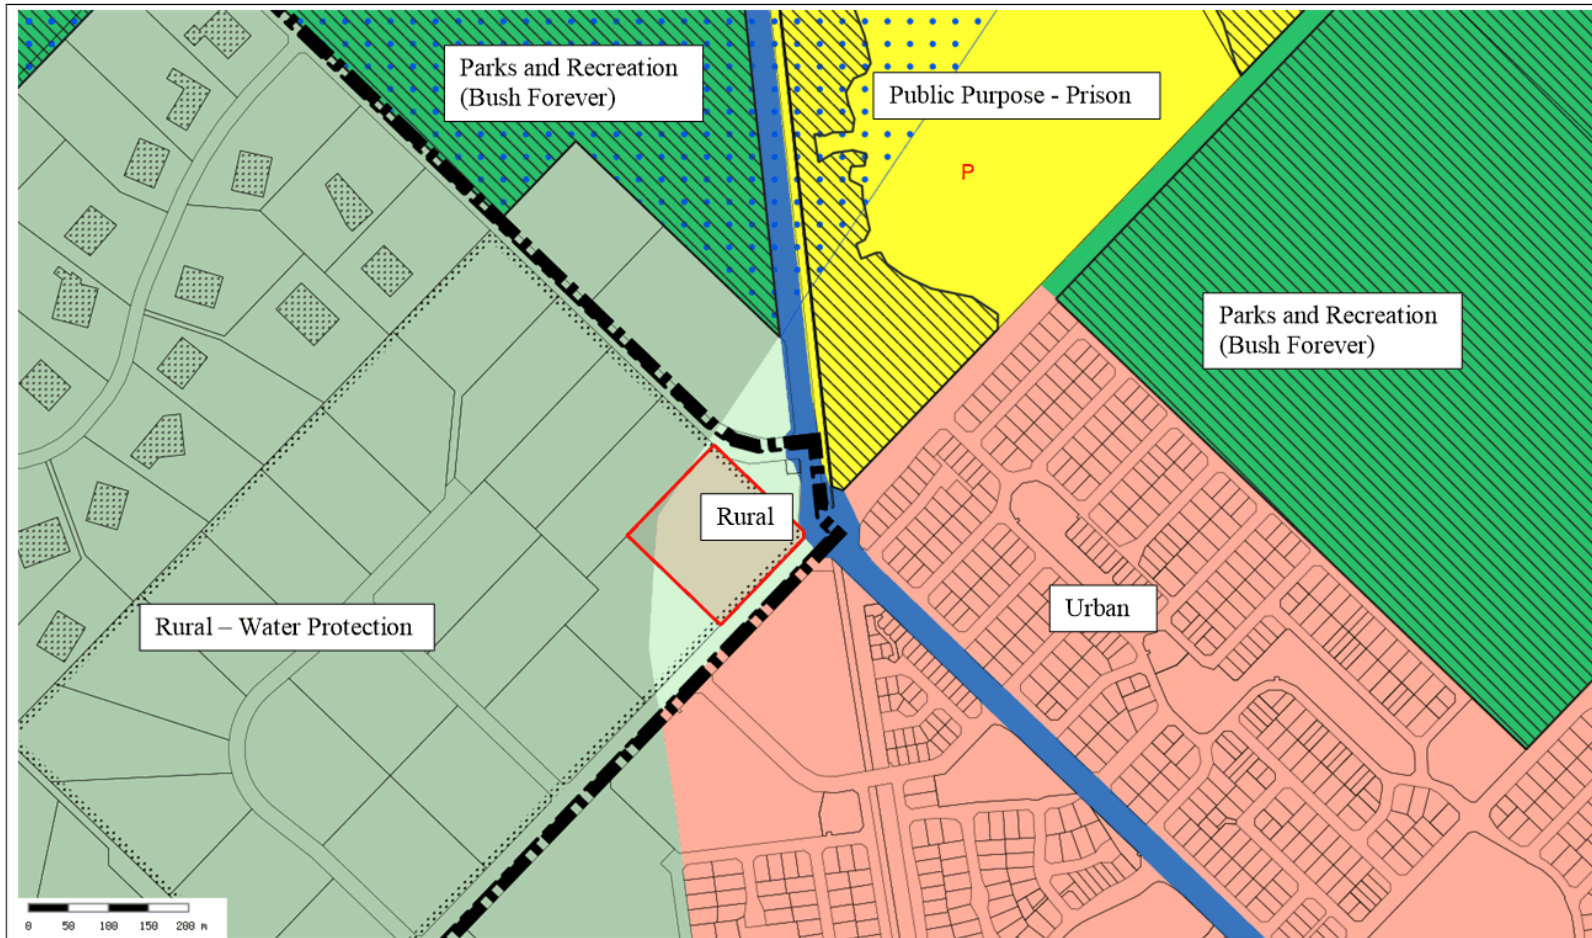 Parks and Recreation
(Bush Forever)
Public Purpose - Prison
P
Parks and Recreation
(Bush Forever)
Rural
Urban
Rural – Water Protection
0 50 100 150 200 m